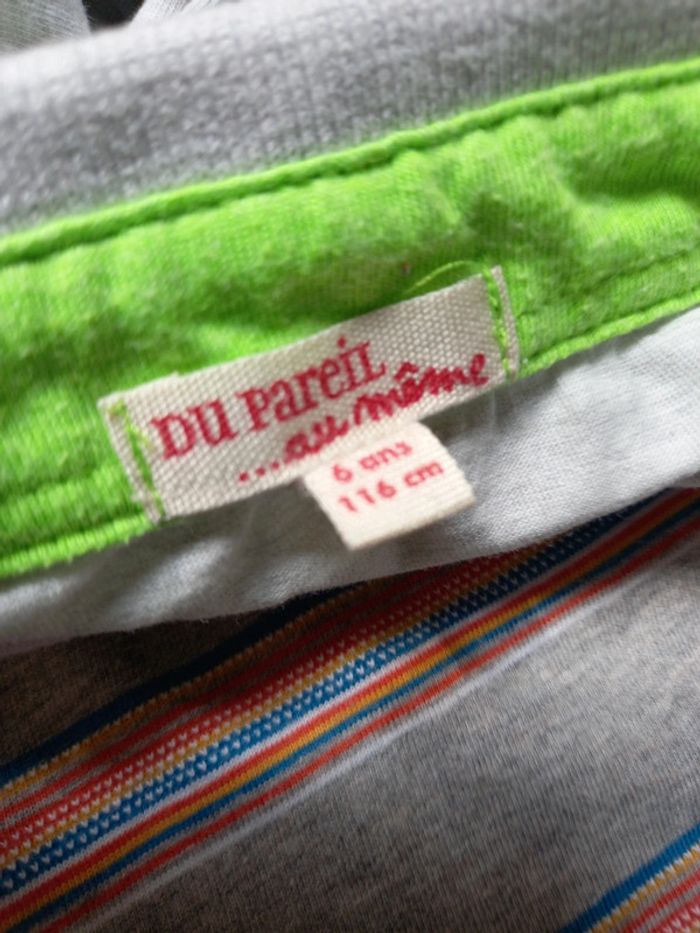 DU PAREIL
...au même
6 ans
116 cm